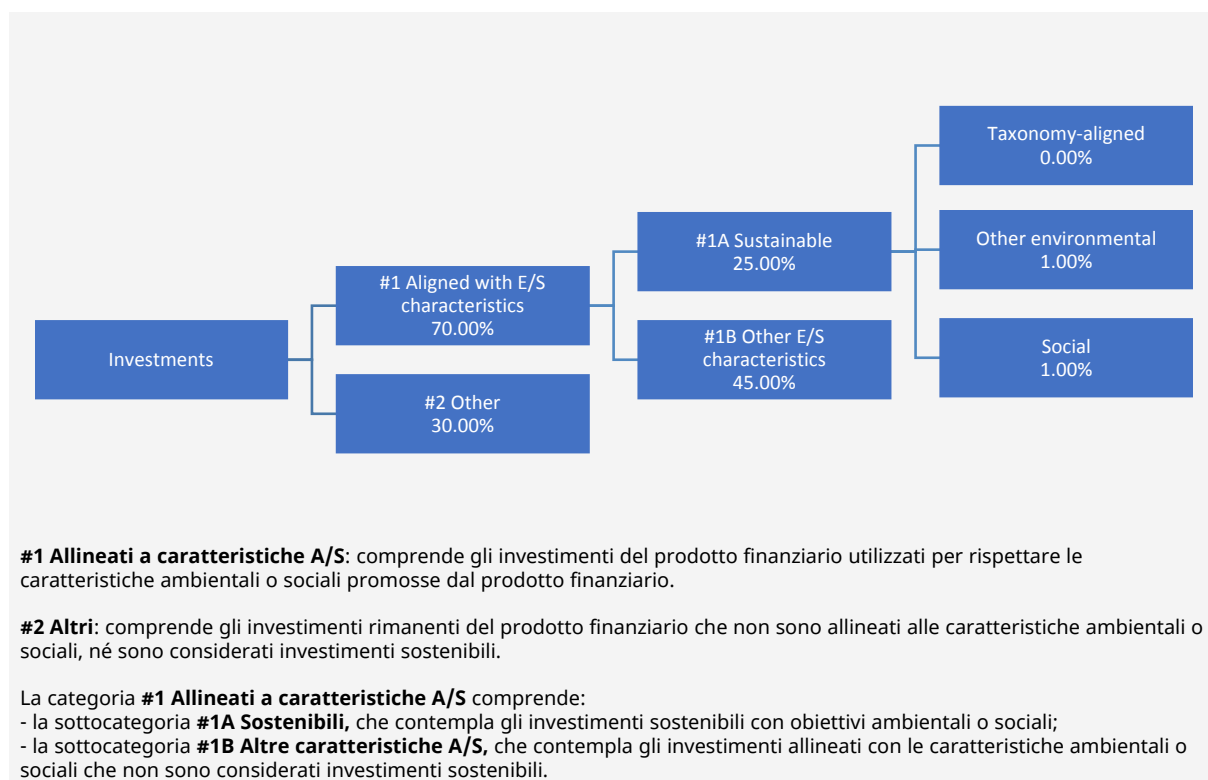 Investments
#1 Aligned with E/S
characteristics
70.00%
#2 Other
30.00%
#1A Sustainable
25.00%
#1B Other E/S
characteristics
45.00%
Taxonomy-aligned
0.00%
Other environmental
1.00%
Social
1.00%
#1 Allineati a caratteristiche A/S: comprende gli investimenti del prodotto finanziario utilizzati per rispettare le
caratteristiche ambientali o sociali promosse dal prodotto finanziario.
#2 Altri: comprende gli investimenti rimanenti del prodotto finanziario che non sono allineati alle caratteristiche ambientali o
sociali, né sono considerati investimenti sostenibili.
La categoria #1 Allineati a caratteristiche A/S comprende:
- la sottocategoria #1A Sostenibili, che contempla gli investimenti sostenibili con obiettivi ambientali o sociali;
- la sottocategoria #1B Altre caratteristiche A/S, che contempla gli investimenti allineati con le caratteristiche ambientali o
sociali che non sono considerati investimenti sostenibili.